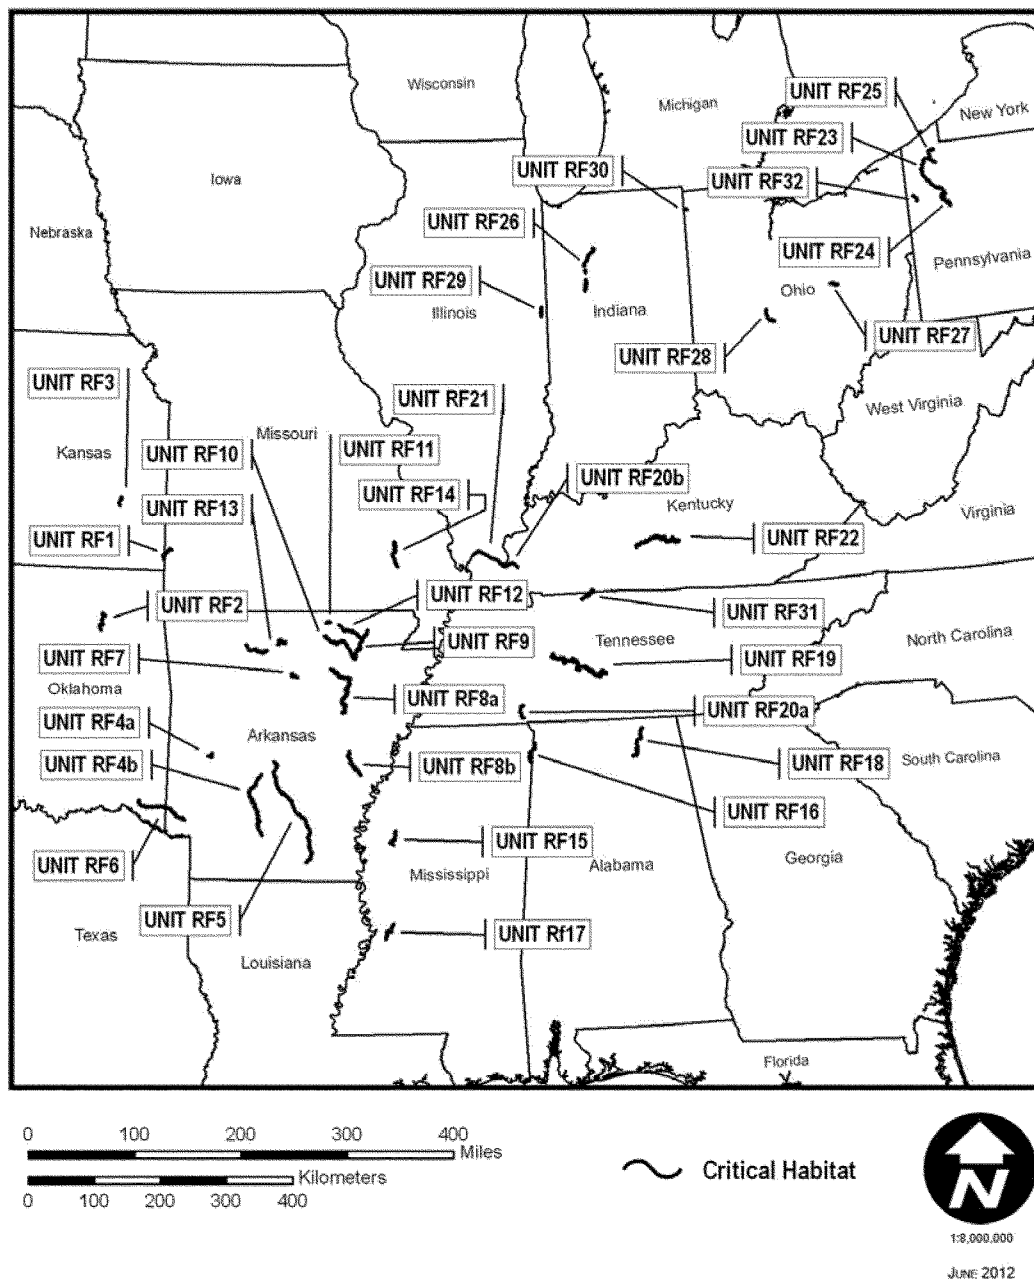 Wisconsin
Michigan
UNIT RF25
New York
UNIT RF23
UNIT RF30
UNIT RF32
Iowa
Nebraska
UNIT RF26
UNIT RF24
Pennsylvania
UNIT RF29
Illinois
Indiana
Ohio
UNIT RF27
UNIT RF28
UNIT RF3
UNIT RF21
West Virginia
Missouri
Kansas
UNIT RF10
UNIT RF11
UNIT RF14
UNIT RF20b
Kentucky
Virginia
UNIT RF13
UNIT RF1
UNIT RF22
UNIT RF2
UNIT RF12
UNIT RF31
UNIT RF9
Tennessee
North Carolina
UNIT RF7
UNIT RF19
Oklahoma
UNIT RF8a
UNIT RF20a
UNIT RF4a
Arkansas
UNIT RF4b
UNIT RF8b
UNIT RF18
South Carolina
UNIT RF16
UNIT RF15
UNIT RF6
Mississippi
Alabama
Georgia
UNIT RF5
UNIT Rf17
Texas
Louisiana
Florida
0 100 200 300 400
Miles
Kilometers
0 100 200 300 400
Critical Habitat
N
1:8,000,000
JUNE 2012